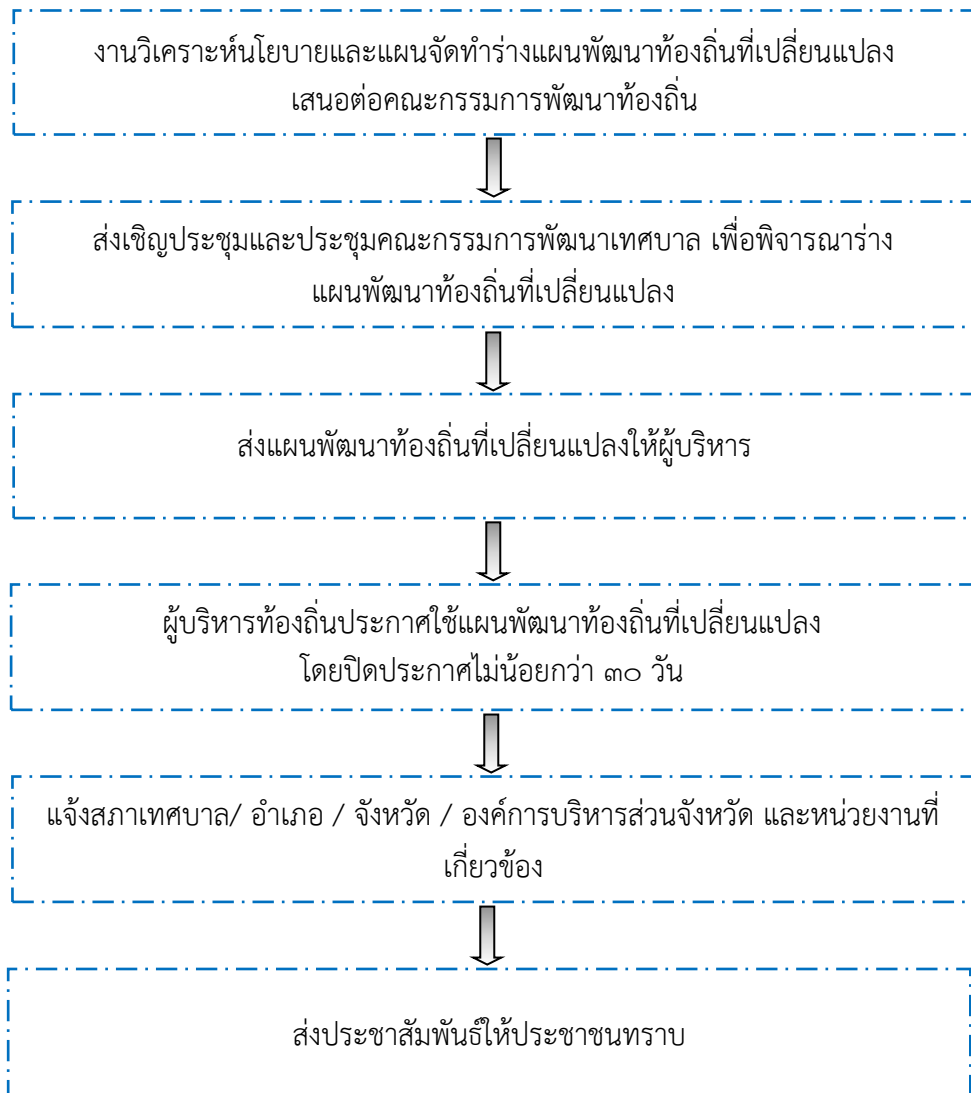 งานวิเคราะห์นโยบายและแผนจัดทำร่างแผนพัฒนาท้องถิ่นที่เปลี่ยนแปลง
เสนอต่อคณะกรรมการพัฒนาท้องถิ่น
ส่งเชิญประชุมและประชุมคณะกรรมการพัฒนาเทศบาล เพื่อพิจารณาร่าง
แผนพัฒนาท้องถิ่นที่เปลี่ยนแปลง
ส่งแผนพัฒนาท้องถิ่นที่เปลี่ยนแปลงให้ผู้บริหาร
ผู้บริหารท้องถิ่นประกาศใช้แผนพัฒนาท้องถิ่นที่เปลี่ยนแปลง
โดยปิดประกาศไม่น้อยกว่า ๓๐ วัน
แจ้งสภาเทศบาล/ อำเภอ / จังหวัด / องค์การบริหารส่วนจังหวัด และหน่วยงานที่
เกี่ยวข้อง
ส่งประชาสัมพันธ์ให้ประชาชนทราบ